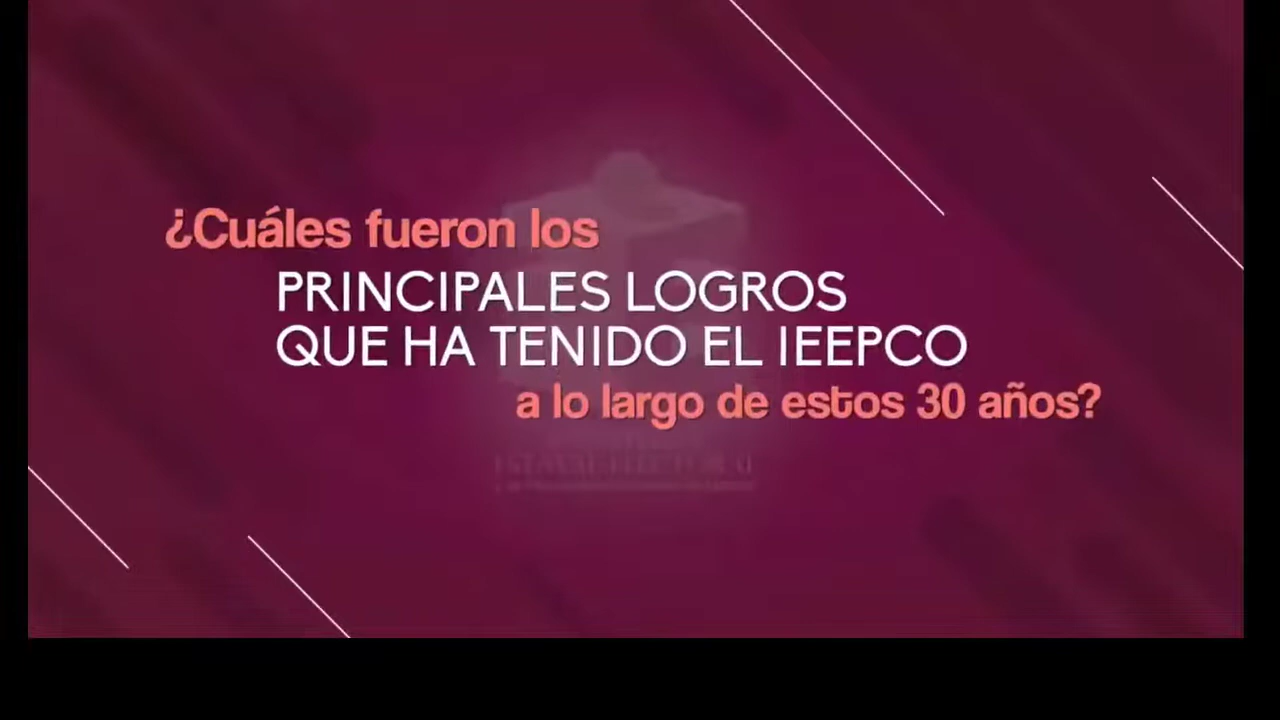 ¿Cuáles fueron los
PRINCIPALES LOGROS
QUE HA TENIDO EL IEEPCO
a lo largo de estos 30 años?